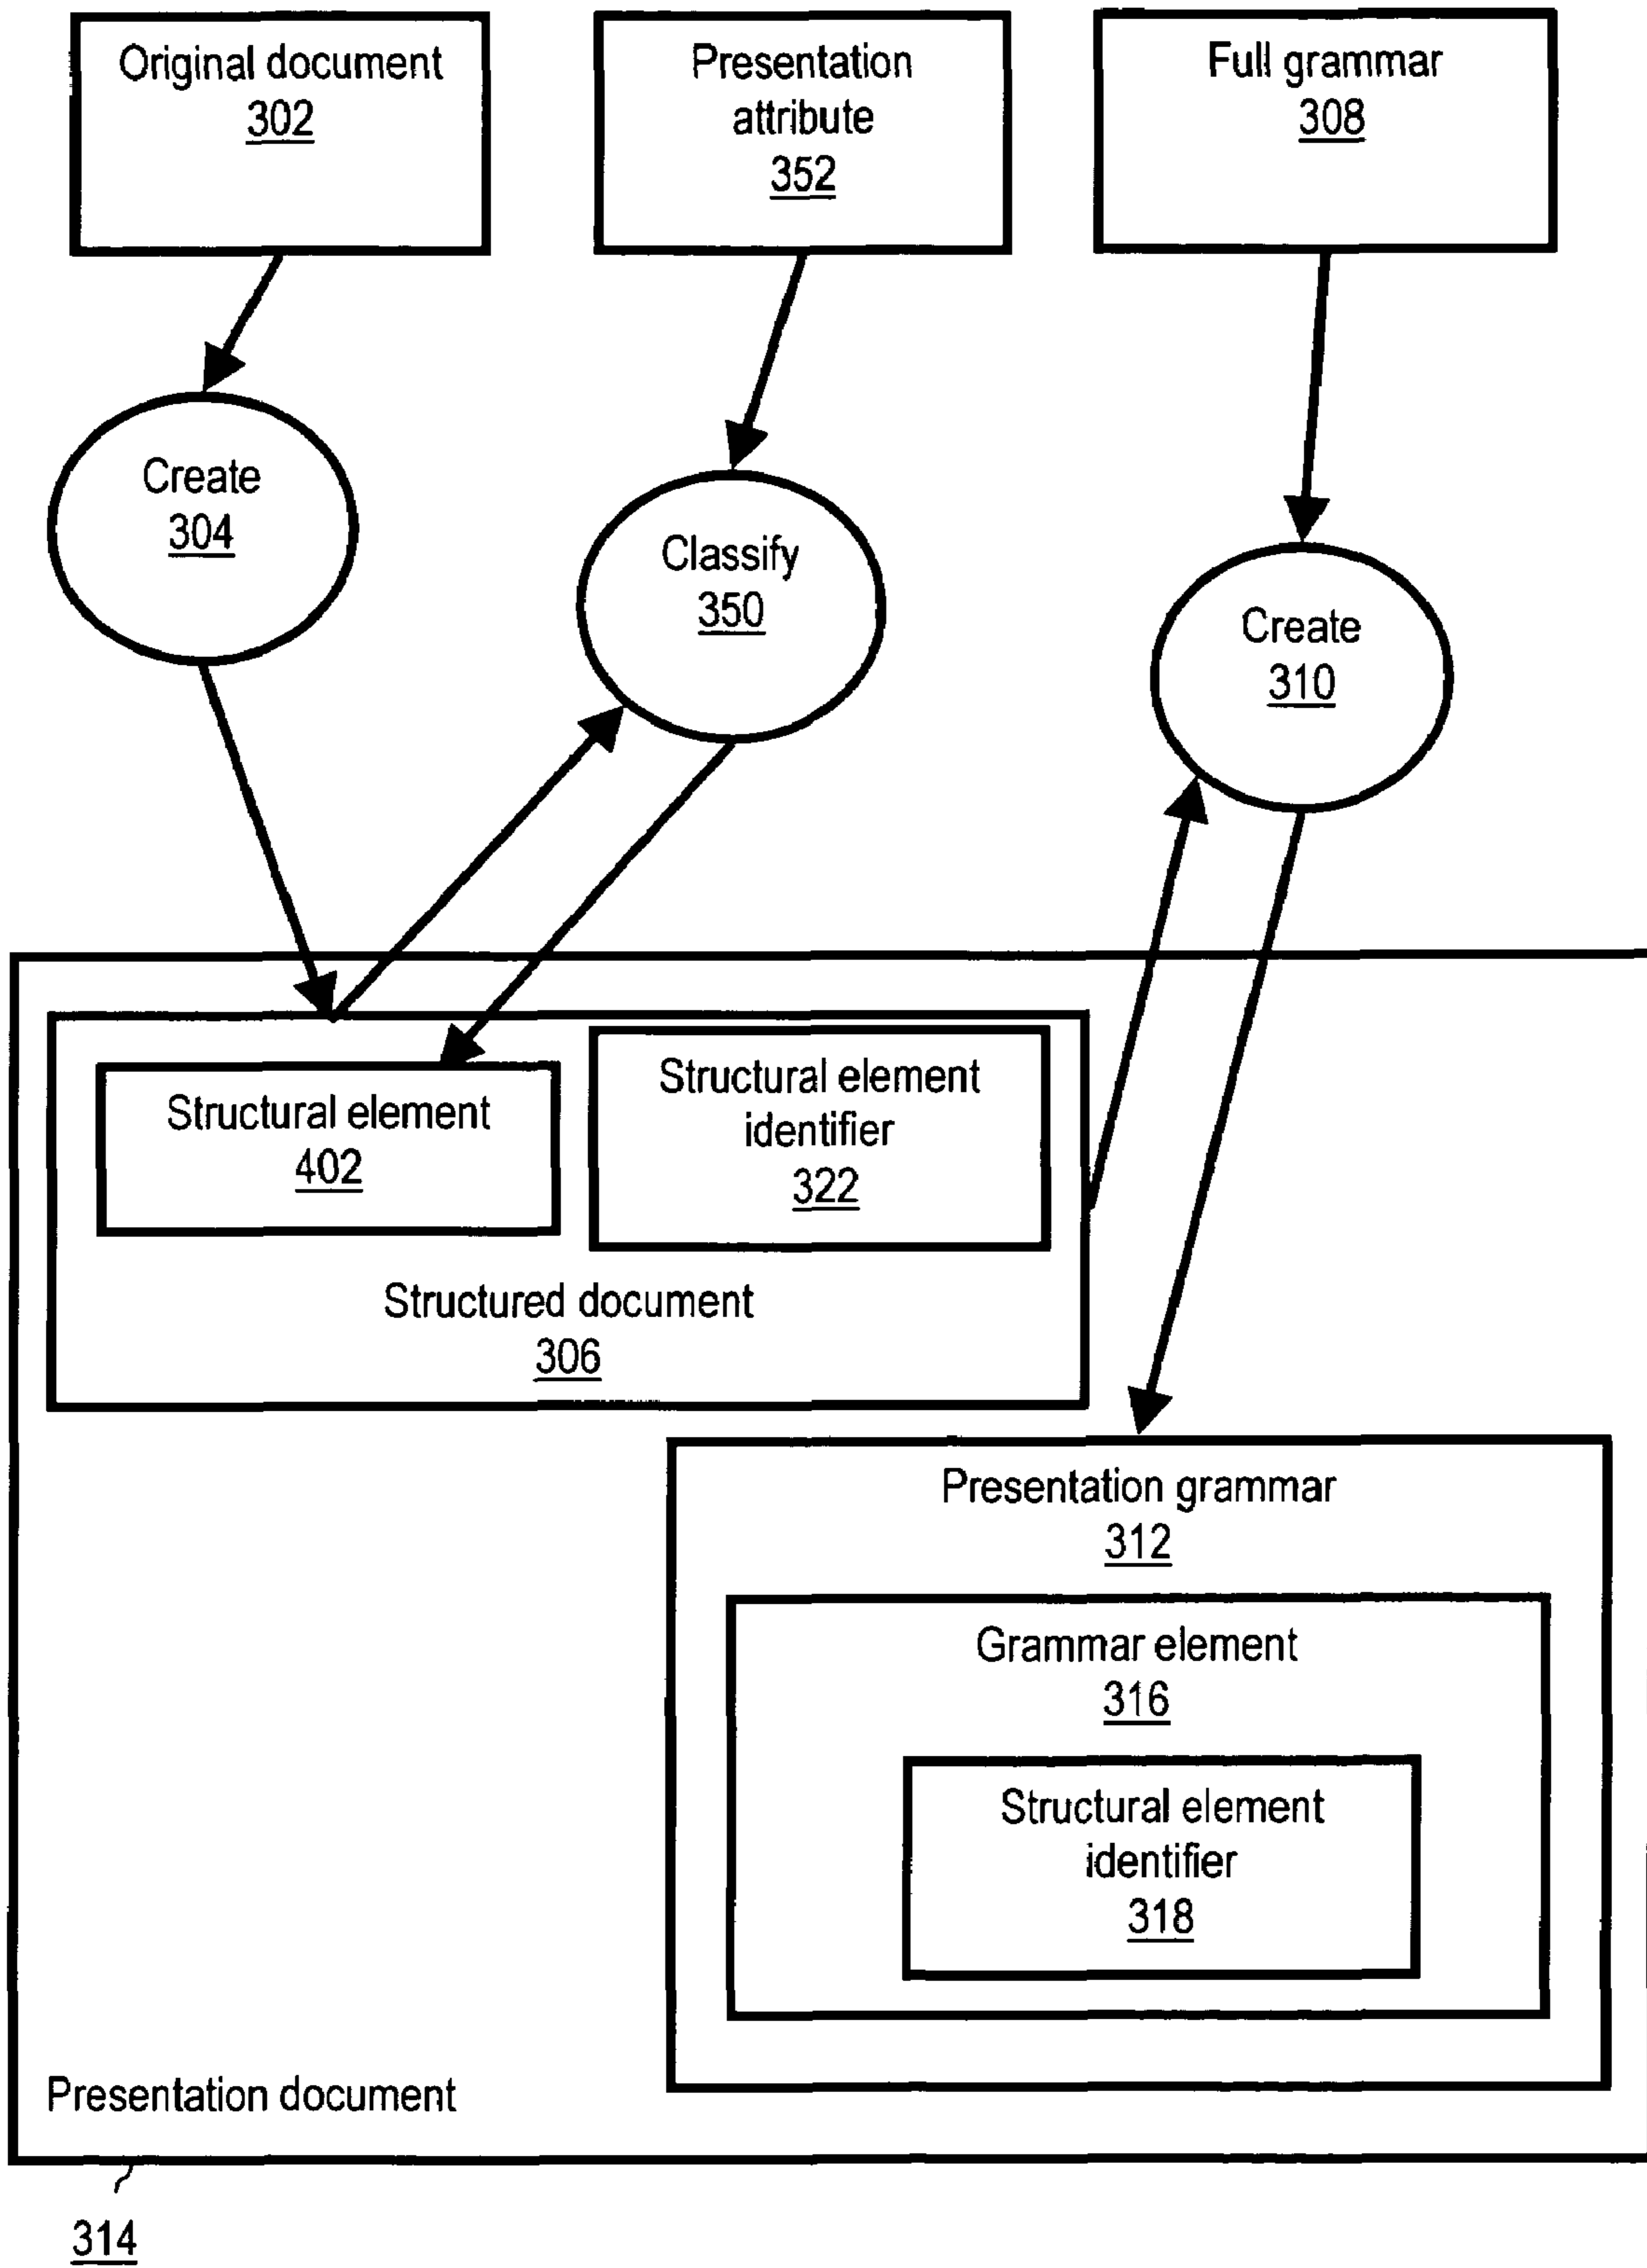 Original document
302
Presentation
attribute
352
Full grammar
308
Create
304
Classify
350
Create
310
Structural element
402
Structural element
identifier
322
Structured document
306
Presentation grammar
312
Grammar element
316
Structural element
identifier
318
Presentation document
314